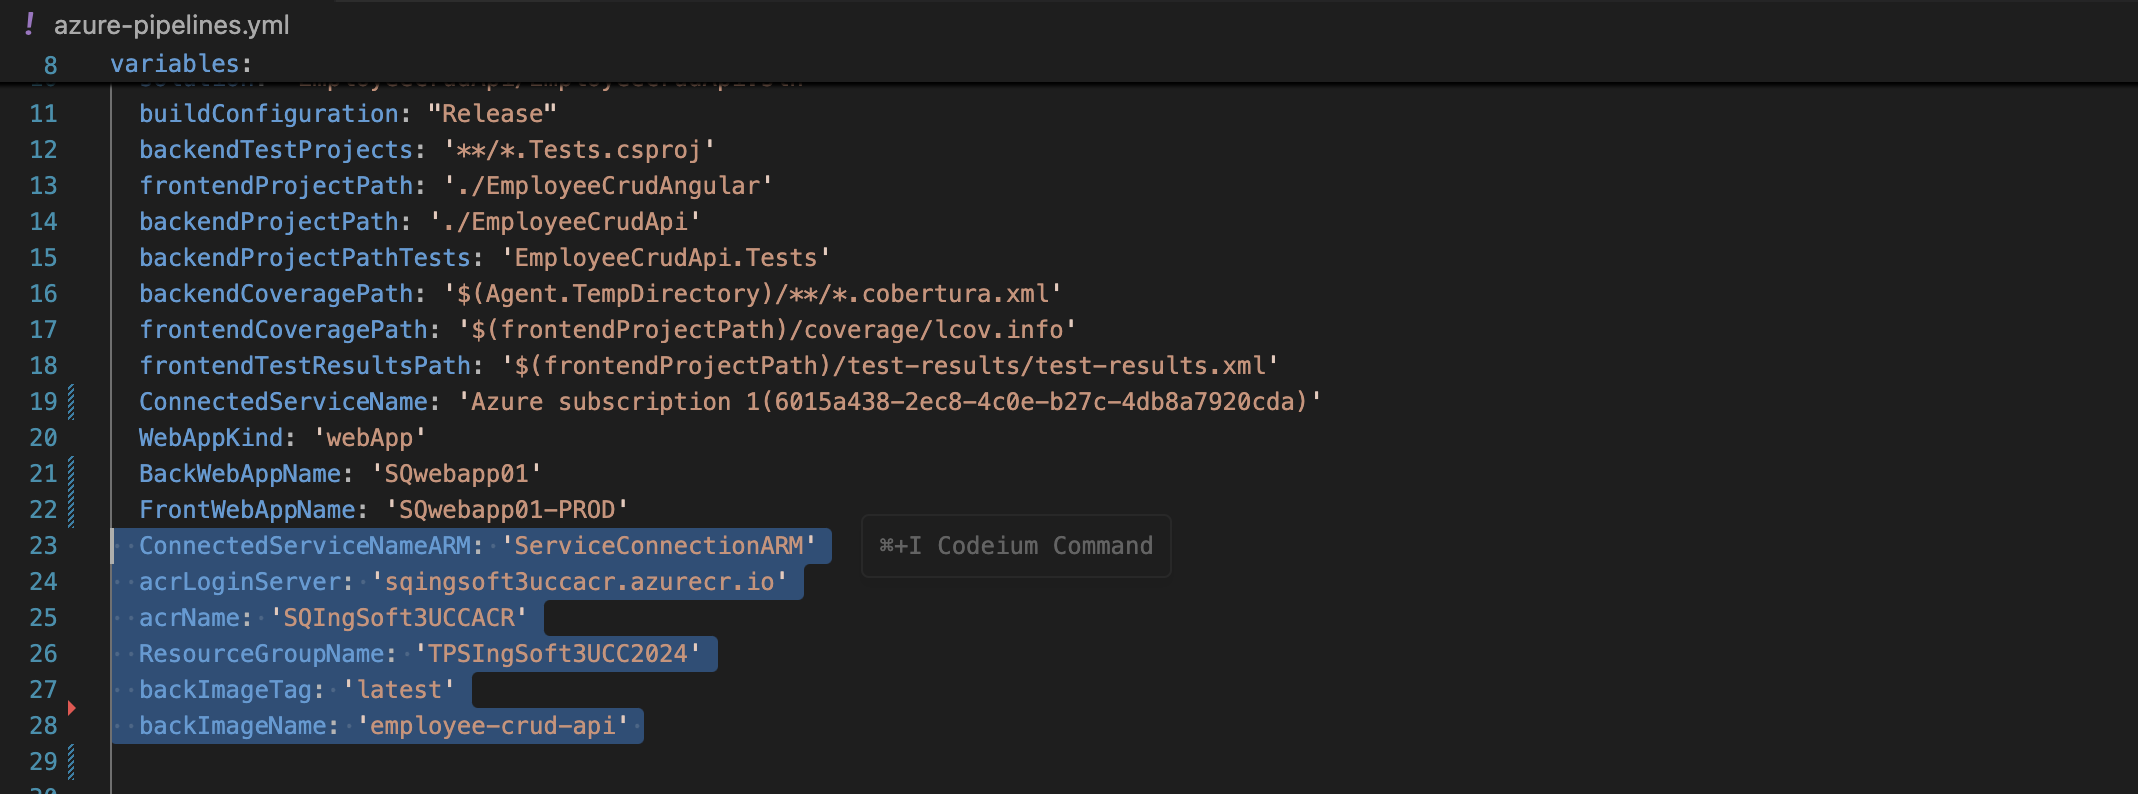 ! azure-pipelines.yml
8 variables:
11 buildConfiguration: "Release"
12 backendTestProjects: '**/*.Tests.csproj'
13 frontendProjectPath: './EmployeeCrudAngular'
14 backendProjectPath: './EmployeeCrudApi'
15 backendProjectPathTests: 'EmployeeCrudApi.Tests'
16 backendCoveragePath: '$(Agent.TempDirectory)/**/*.cobertura.xml'
17 frontendCoveragePath: '$(frontendProjectPath)/coverage/lcov.info'
18 frontendTestResultsPath: '$(frontendProjectPath)/test-results/test-results.xml'
19 ConnectedServiceName: 'Azure subscription 1(6015a438-2ec8-4c0e-b27c-4db8a7920cda)'
20 WebAppKind: 'webApp'
21 BackWebAppName: 'SQwebapp01'
22 FrontWebAppName: 'SQwebapp01-PROD'
23 ConnectedServiceNameARM: 'ServiceConnectionARM' ⌘+I Codeium Command
24 acrLoginServer: 'sqingsoft3uccacr.azurecr.io'
25 acrName: 'SQIngSoft3UCCACR'
26 ResourceGroupName: 'TPSIngSoft3UCC2024'
27 backImageTag: 'latest'
28 backImageName: 'employee-crud-api'
29